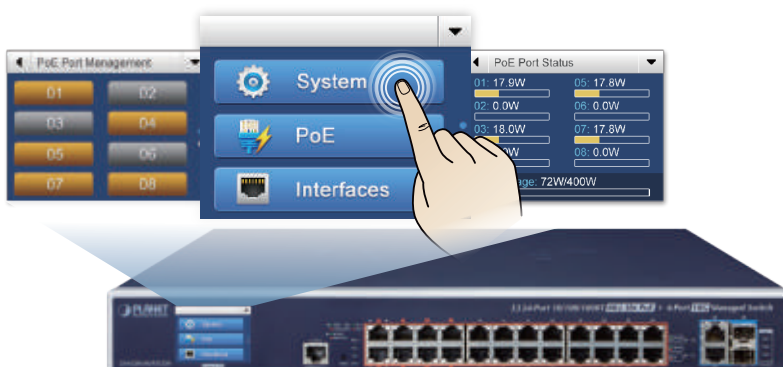 PoE Port Management
01 02
03 04
05 06
07 08
System
PoE
Interfaces
PoE Port Status
01: 17.9W 05: 17.8W
02: 0.0W 06: 0.0W
03: 18.0W 07: 17.8W
08: 0.0W
72W/400W
PLANET
Managed Switch